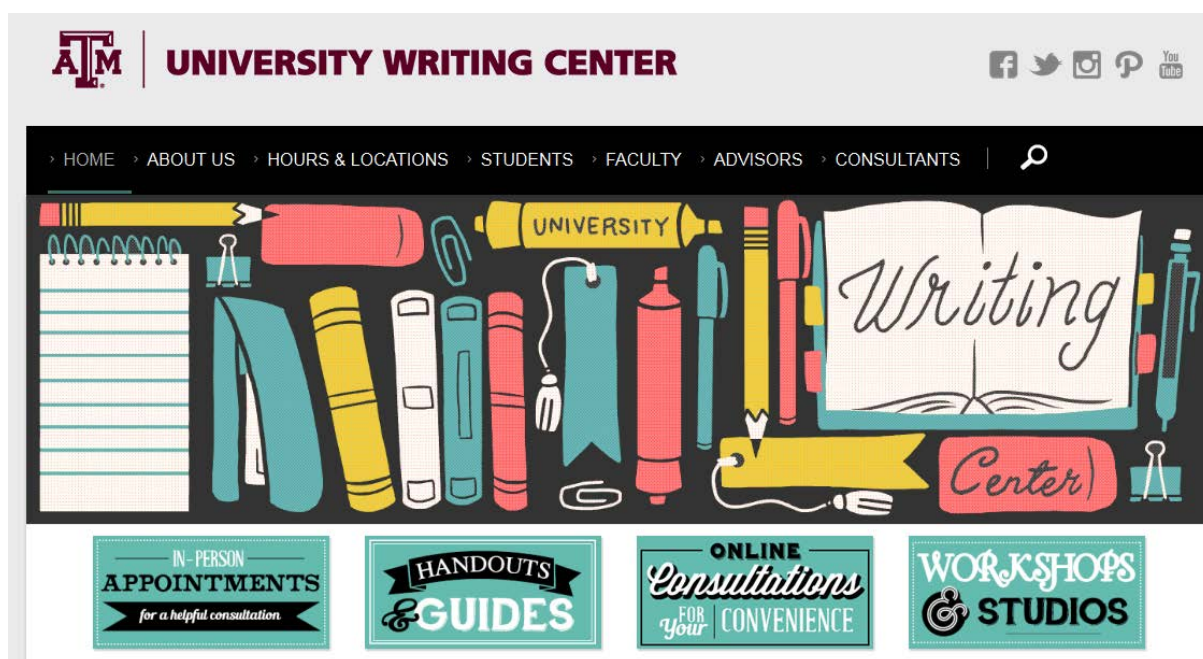 ATM UNIVERSITY WRITING CENTER
You Tube
HOME ABOUT US HOURS & LOCATIONS STUDENTS FACULTY ADVISORS CONSULTANTS
UNIVERSITY
Writing
Center
IN-PERSON
APPOINTMENTS
for a helpful consultation
HANDOUTS
& GUIDES
ONLINE
Consultations
FOR Your CONVENIENCE
WORKSHOPS
& STUDIOS